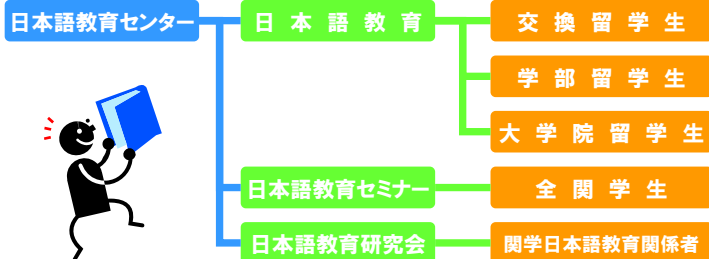 日本語教育センター
日本語教育
交換留学生
学部留学生
大学院留学生
日本語教育セミナー
全関学生
日本語教育研究会
関学日本語教育関係者